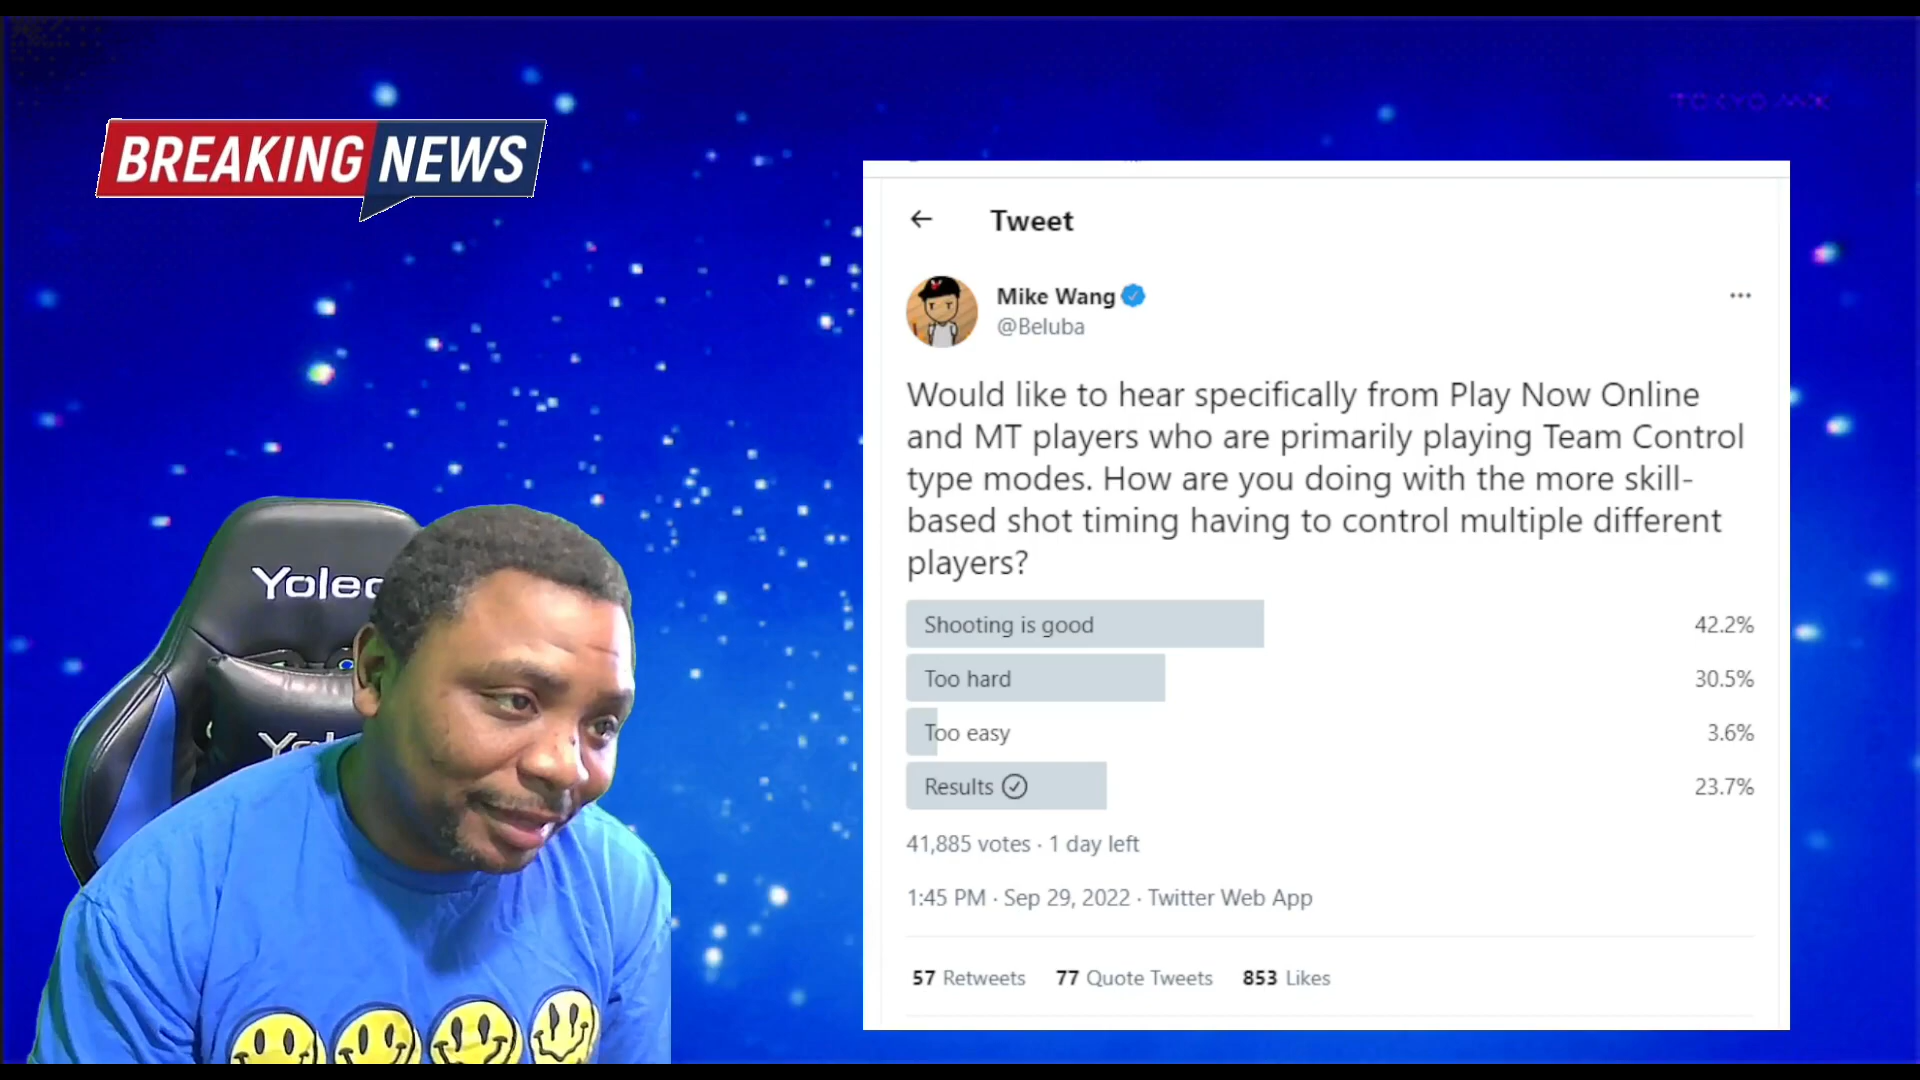 TOKYO MX
BREAKING NEWS
Tweet
Mike Wang
@Beluba
Would like to hear specifically from Play Now Online
and MT players who are primarily playing Team Control
type modes. How are you doing with the more skill-
based shot timing having to control multiple different
players?
Shooting is good 42.2%
Too hard 30.5%
Too easy 3.6%
Results 23.7%
41,885 votes · 1 day left
1:45 PM · Sep 29, 2022 · Twitter Web App
57 Retweets 77 Quote Tweets 853 Likes
Yoleo